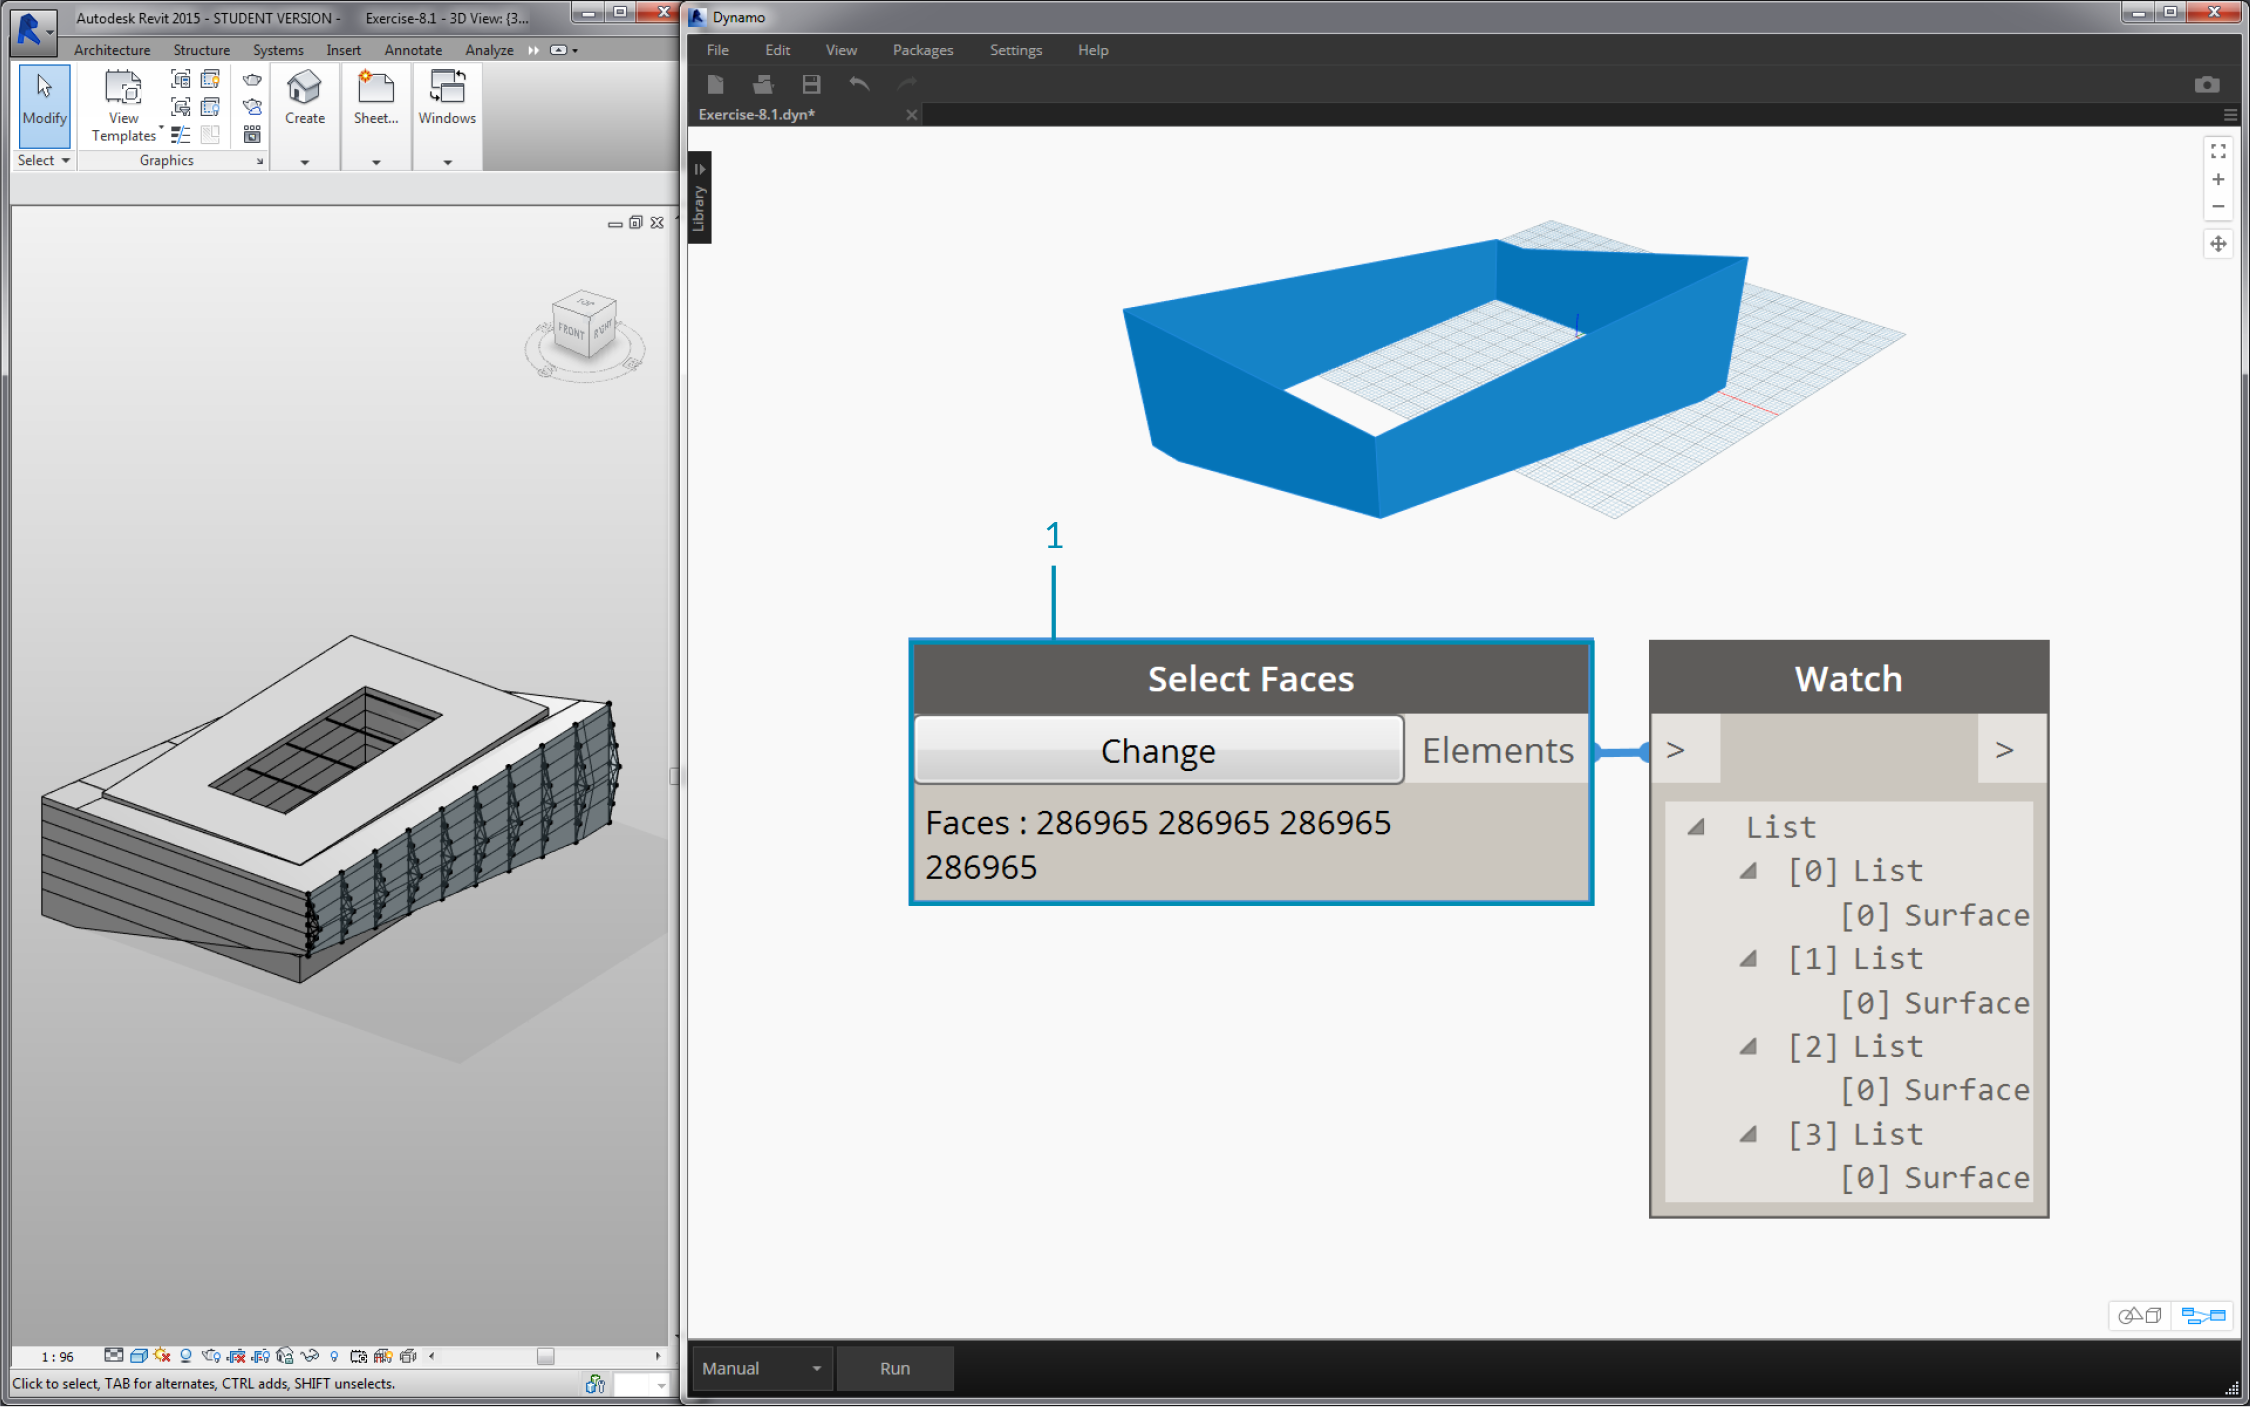 Autodesk Revit 2015 - STUDENT VERSION - Exercise-8.1 - 3D View: {3...
Architecture Structure Systems Insert Annotate Analyze
Modify
View
Templates
Create
Sheet...
Windows
Select
Graphics
TOP
FRONT
RIGHT
1 : 96
Click to select, TAB for alternates, CTRL adds, SHIFT unselects.
Dynamo
File Edit View Packages Settings Help
Exercise-8.1.dyn*
Library
1
Select Faces
Change
Elements
Faces : 286965 286965 286965
286965
Watch
> >
List
[0] List
[0] Surface
[1] List
[0] Surface
[2] List
[0] Surface
[3] List
[0] Surface
Manual
Run